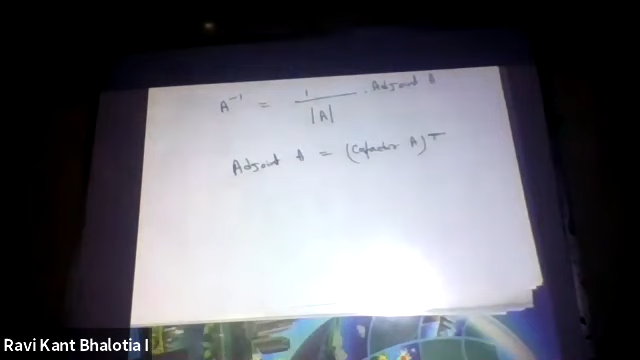 A⁻¹ = 1/|A| . Adjoint A
Adjoint A = (Cofactor A)ᵀ
Ravi Kant Bhalotia I